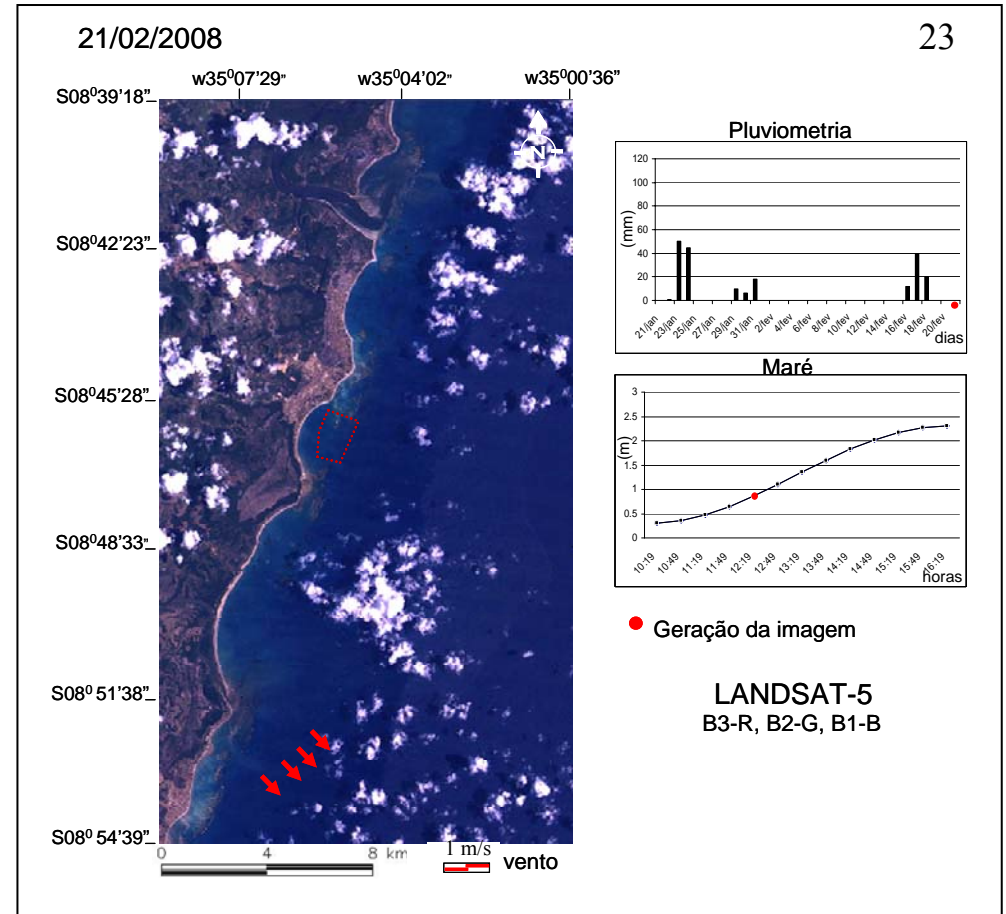 21/02/2008
23
w35⁰07'29" w35⁰04'02" w35⁰00'36"
S08⁰39'18"
S08⁰42'23"
S08⁰45'28"
S08⁰48'33"
S08⁰ 51'38"
S08⁰ 54'39"
N
0 4 8 km
1 m/s
vento
Pluviometria
(mm)
120
100
80
60
40
20
0
21/jan 23/jan 25/jan 27/jan 29/jan 31/jan 2/fev 4/fev 6/fev 8/fev 10/fev 12/fev 14/fev 16/fev 18/fev 20/fev
dias
Maré
(m)
3
2.5
2
1.5
1
0.5
0
10:19 10:49 11:19 11:49 12:19 12:49 13:19 13:49 14:19 14:49 15:19 15:49 16:19
horas
Geração da imagem
LANDSAT-5
B3-R, B2-G, B1-B